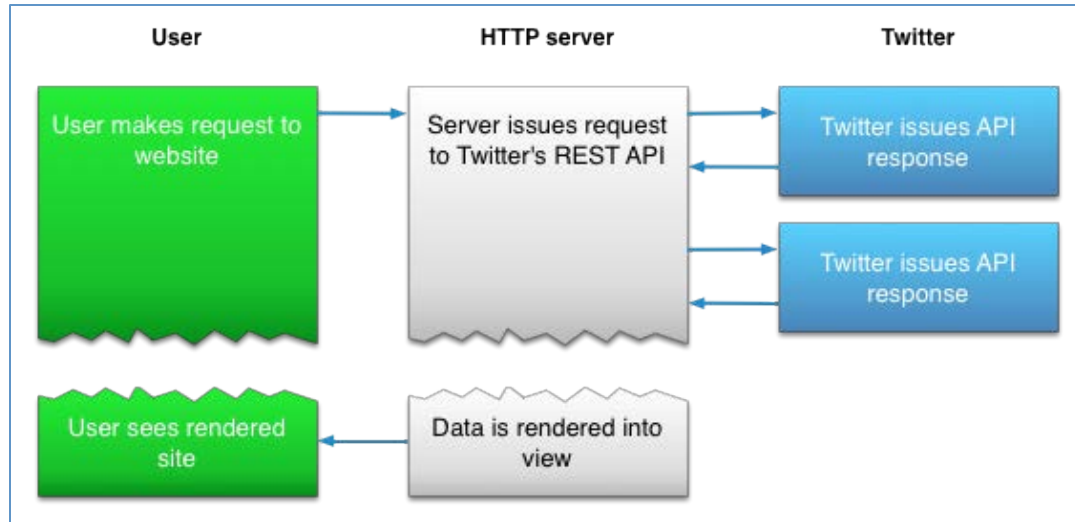 User
HTTP server
Twitter
User makes request to
website
Server issues request
to Twitter's REST API
Twitter issues API
response
Twitter issues API
response
User sees rendered
site
Data is rendered into
view